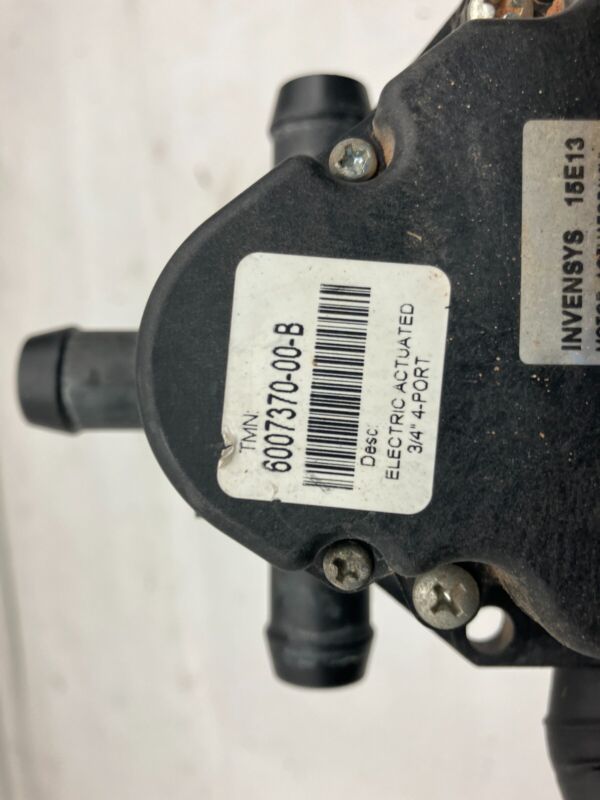 TMN:
6007370-00-B
Desc:
ELECTRIC ACTUATED
3/4" 4-PORT
INVENSYS 15E13